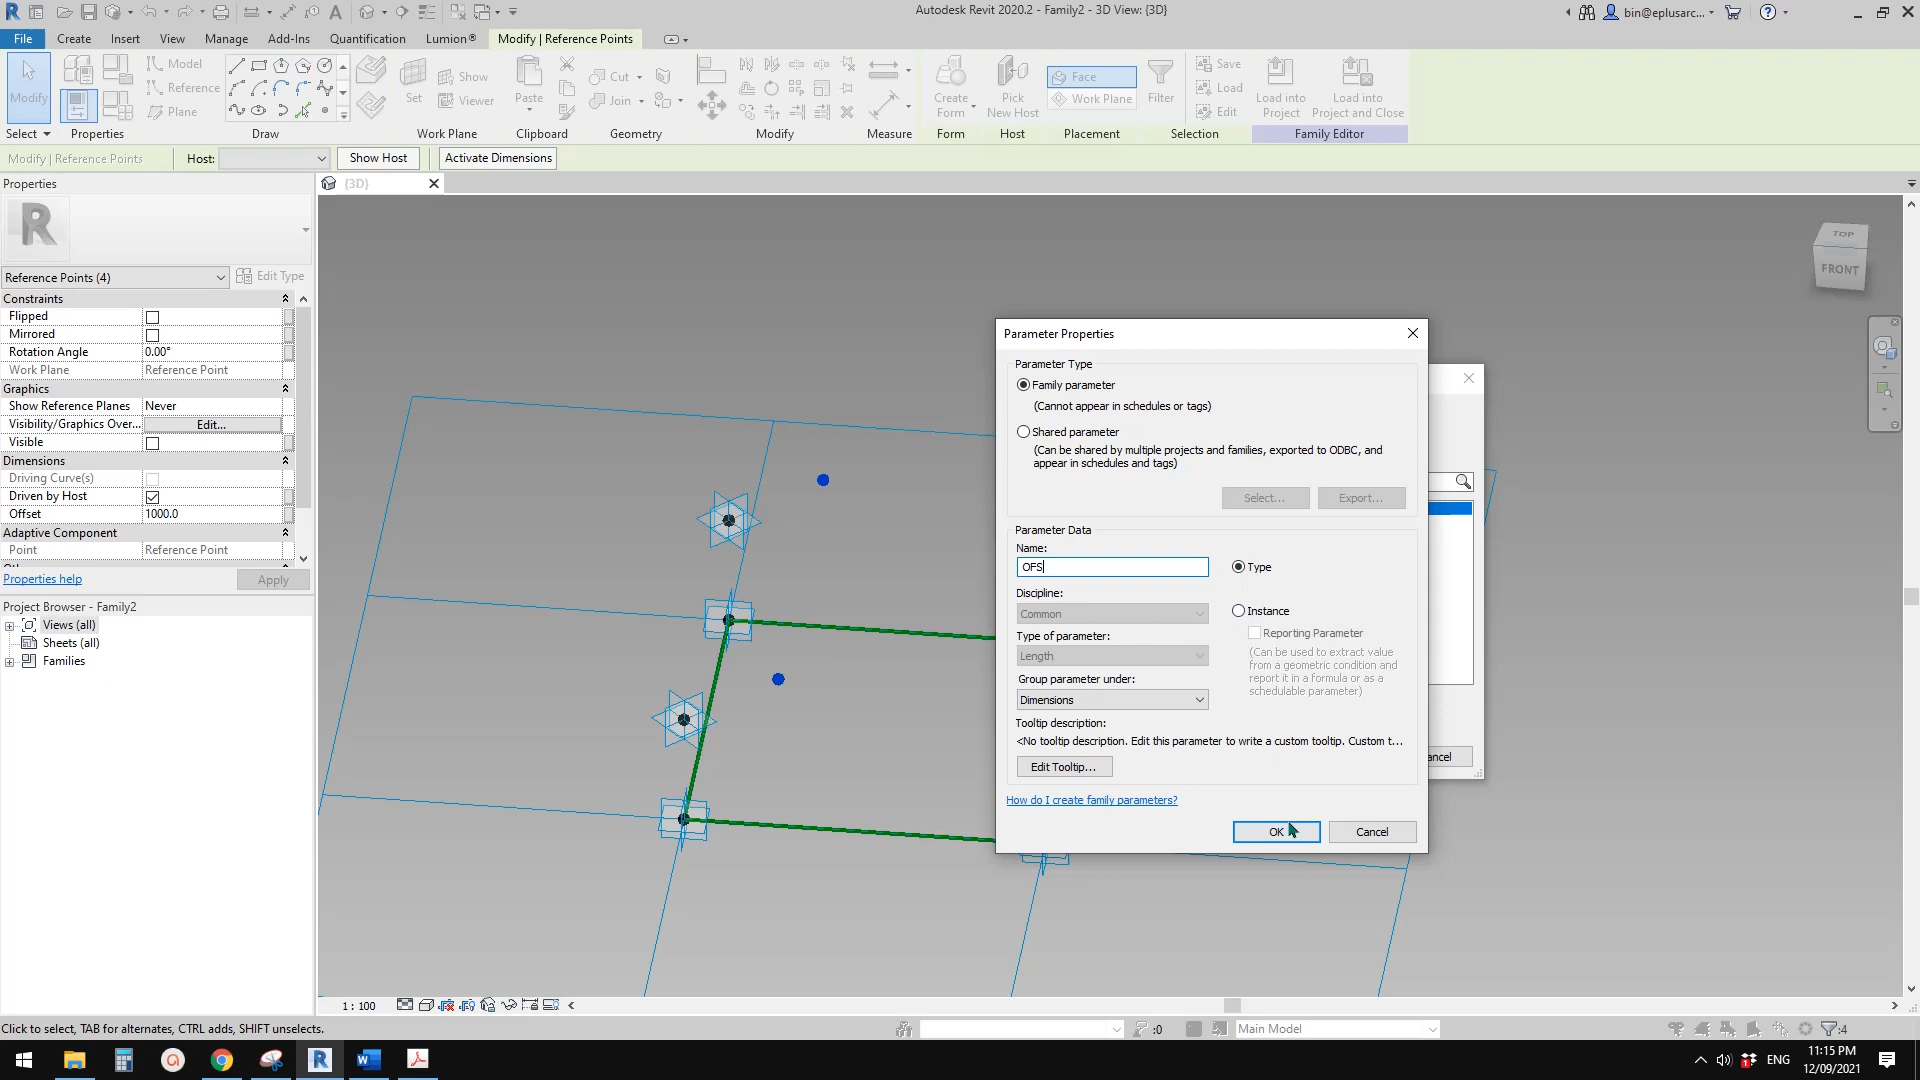 Autodesk Revit 2020.2 - Family2 - 3D View: {3D}
bin@eplusarc...
File Create Insert View Manage Add-Ins Quantification Lumion® Modify | Reference Points
Modify
Model
Reference
Plane
Set
Show
Viewer
Paste
Cut
Join
Create
Form
Pick
New Host
Face
Work Plane
Filter
Save
Load
Edit
Load into
Project
Load into
Project and Close
Select Properties Draw Work Plane Clipboard Geometry Modify Measure Form Host Placement Selection Family Editor
Modify | Reference Points Host: Show Host Activate Dimensions
Properties
{3D}
R
Reference Points (4) Edit Type
Constraints
Flipped
Mirrored
Rotation Angle 0.00°
Work Plane Reference Point
Graphics
Show Reference Planes Never
Visibility/Graphics Over... Edit...
Visible
Dimensions
Driving Curve(s)
Driven by Host
Offset 1000.0
Adaptive Component
Point Reference Point
Properties help Apply
Project Browser - Family2
Views (all)
Sheets (all)
Families
TOP
FRONT
Parameter Properties
Parameter Type
Family parameter
(Cannot appear in schedules or tags)
Shared parameter
(Can be shared by multiple projects and families, exported to ODBC, and
appear in schedules and tags)
Select... Export...
Parameter Data
Name:
OFS
Type
Discipline:
Common
Instance
Reporting Parameter
(Can be used to extract value
from a geometric condition and
report it in a formula or as a
schedulable parameter)
Type of parameter:
Length
Group parameter under:
Dimensions
Tooltip description:
<No tooltip description. Edit this parameter to write a custom tooltip. Custom t...
Edit Tooltip...
How do I create family parameters?
OK Cancel
ancel
1 : 100
Click to select, TAB for alternates, CTRL adds, SHIFT unselects.
:0
Main Model
:4
ENG
11:15 PM
12/09/2021